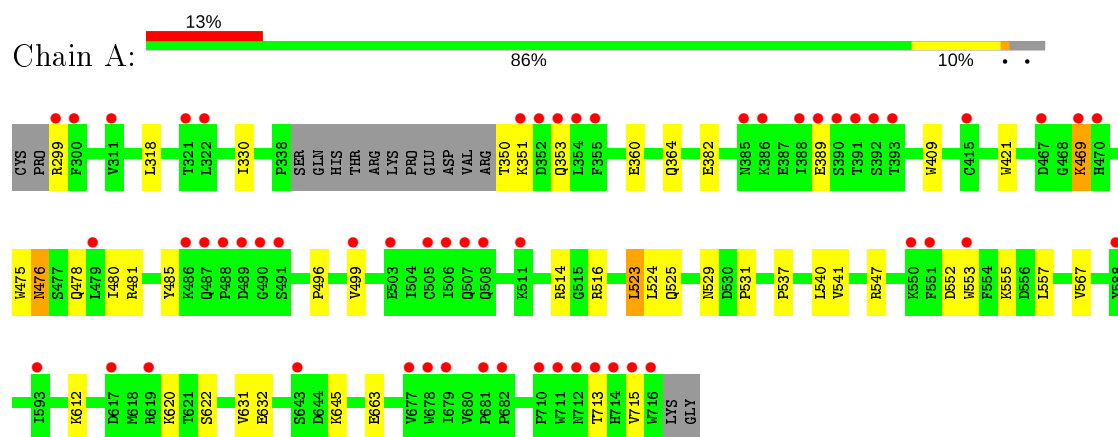 13%
Chain A:
86% 10% • •
CYS PRO R299 F300 V311 L318 T321 L322 I330 P338 SER GLN HIS THR ARG LYS PRO GLU ASP VAL ARG T350 K351 D352 Q353 L354 F355 E360 Q364 E382 N385 K386 E387 I388 E389 S390 T391 S392 T393 W409 C415 W421 D467 G468 K469 H470
W475 N476 S477 Q478 L479 I480 R481 Y485 K486 Q487 P488 D489 G490 S491 P496 V499 E503 I504 C505 I506 Q507 Q508 K511 R514 G515 R516 L523 L524 Q525 N529 D530 P531 P537 L540 V541 R547 K550 F551 D552 W553 F554 K555 D556 L557 V567
I593 K612 D617 M618 R619 K620 T621 S622 V631 E632 S643 D644 K645 E663 V677 W678 I679 V680 P681 P682 P710 W711 N712 T713 H714 V715 W716 LYS GLY